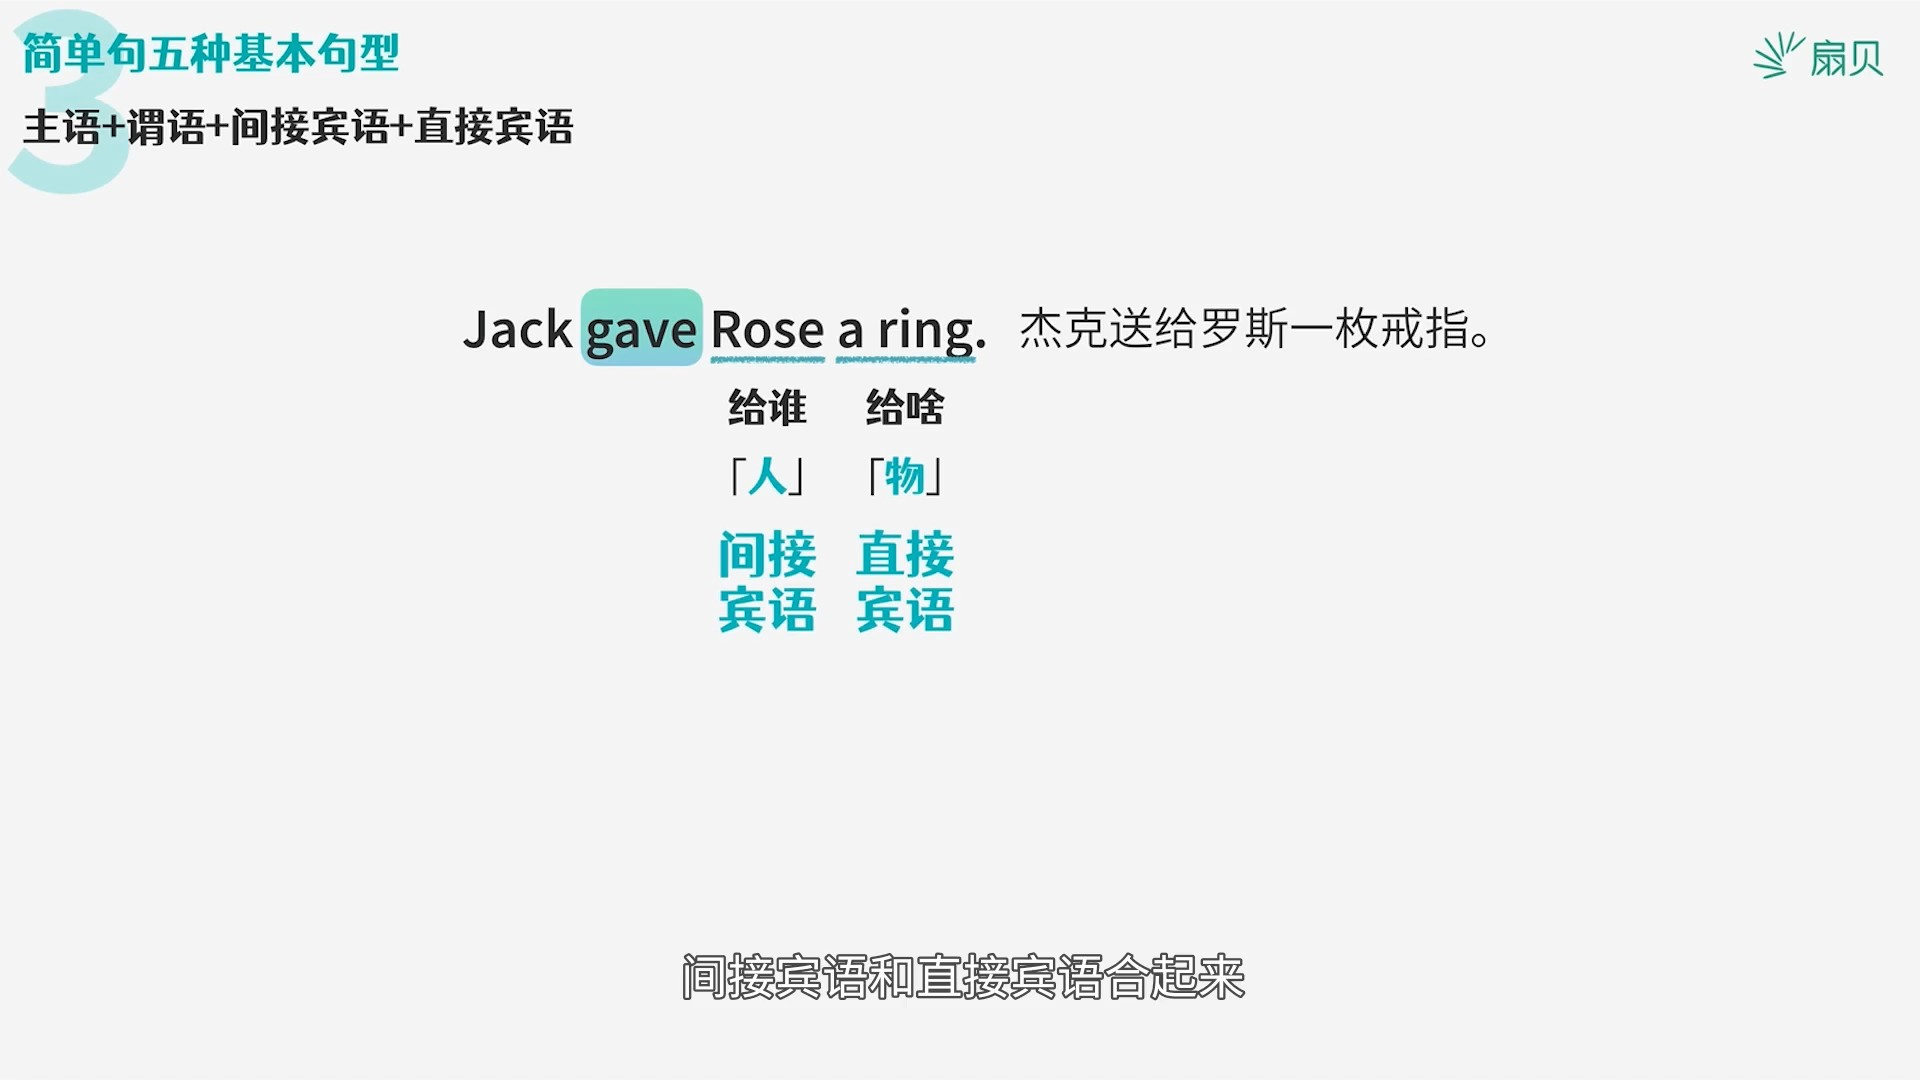 3
简单句五种基本句型
扇贝
主语+谓语+间接宾语+直接宾语
Jack gave Rose a ring. 杰克送给罗斯一枚戒指。
给谁 给啥
「人」 「物」
间接 直接
宾语 宾语
间接宾语和直接宾语合起来